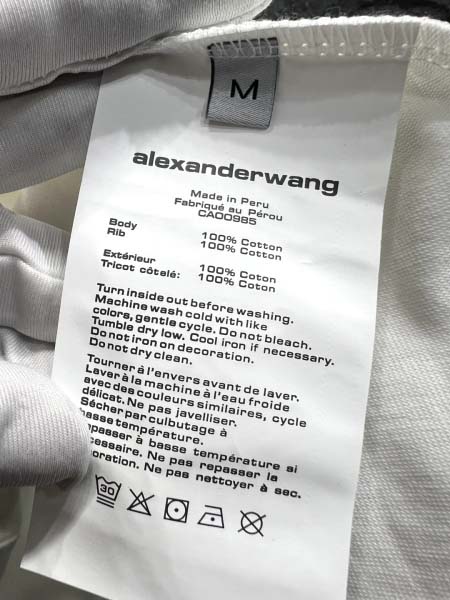 M
alexanderwang
Made in Peru
Fabriqué au Pérou
CA00985
Body 100% Cotton
Rib 100% Cotton
Extérieur 100% Coton
Tricot côtelé: 100% Coton
Turn inside out before washing.
Machine wash cold with like
colors, gentle cycle. Do not bleach.
Tumble dry low. Cool iron if necessary.
Do not iron on decoration.
Do not dry clean.
Tourner à l'envers avant de laver.
Laver à la machine à l'eau froide
avec des couleurs similaires, cycle
délicat. Ne pas javelliser.
Sécher par culbutage à
basse température.
epasser à basse température si
cessaire. Ne pas repasser la
oration. Ne pas nettoyer à sec.
30